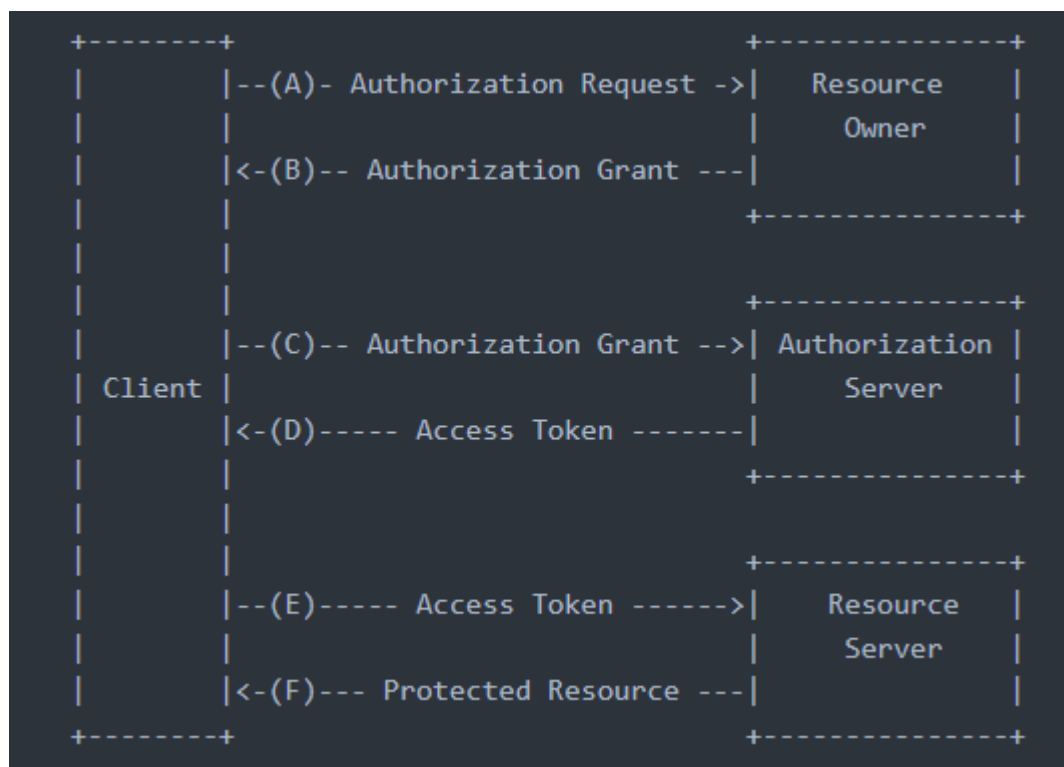 +--------+                               +---------------+
|        |--(A)- Authorization Request ->|   Resource    |
|        |                               |     Owner     |
|        |<-(B)-- Authorization Grant ---|               |
|        |                               +---------------+
|        |
|        |                               +---------------+
|        |--(C)-- Authorization Grant -->| Authorization |
| Client |                               |     Server    |
|        |<-(D)----- Access Token -------|               |
|        |                               +---------------+
|        |
|        |                               +---------------+
|        |--(E)----- Access Token ------>|    Resource   |
|        |                               |     Server    |
|        |<-(F)--- Protected Resource ---|               |
+--------+                               +---------------+